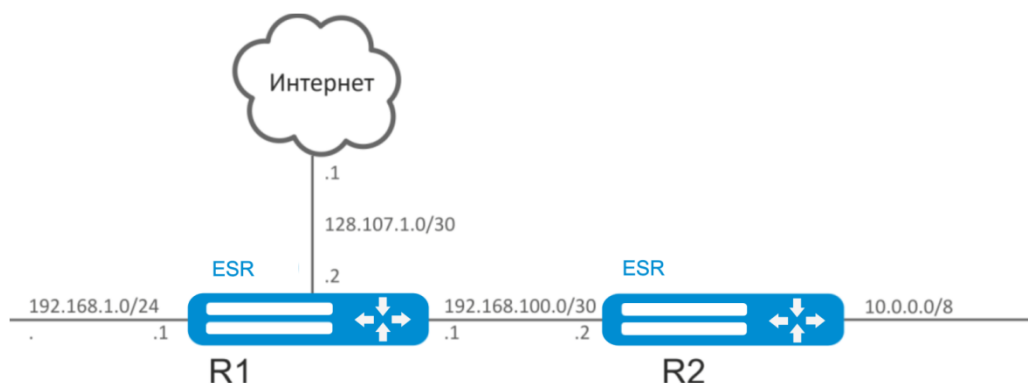 Интернет
.1
128.107.1.0/30
.2
ESR
ESR
192.168.1.0/24
192.168.100.0/30
10.0.0.0/8
.
.1
.1
.2
R1
R2